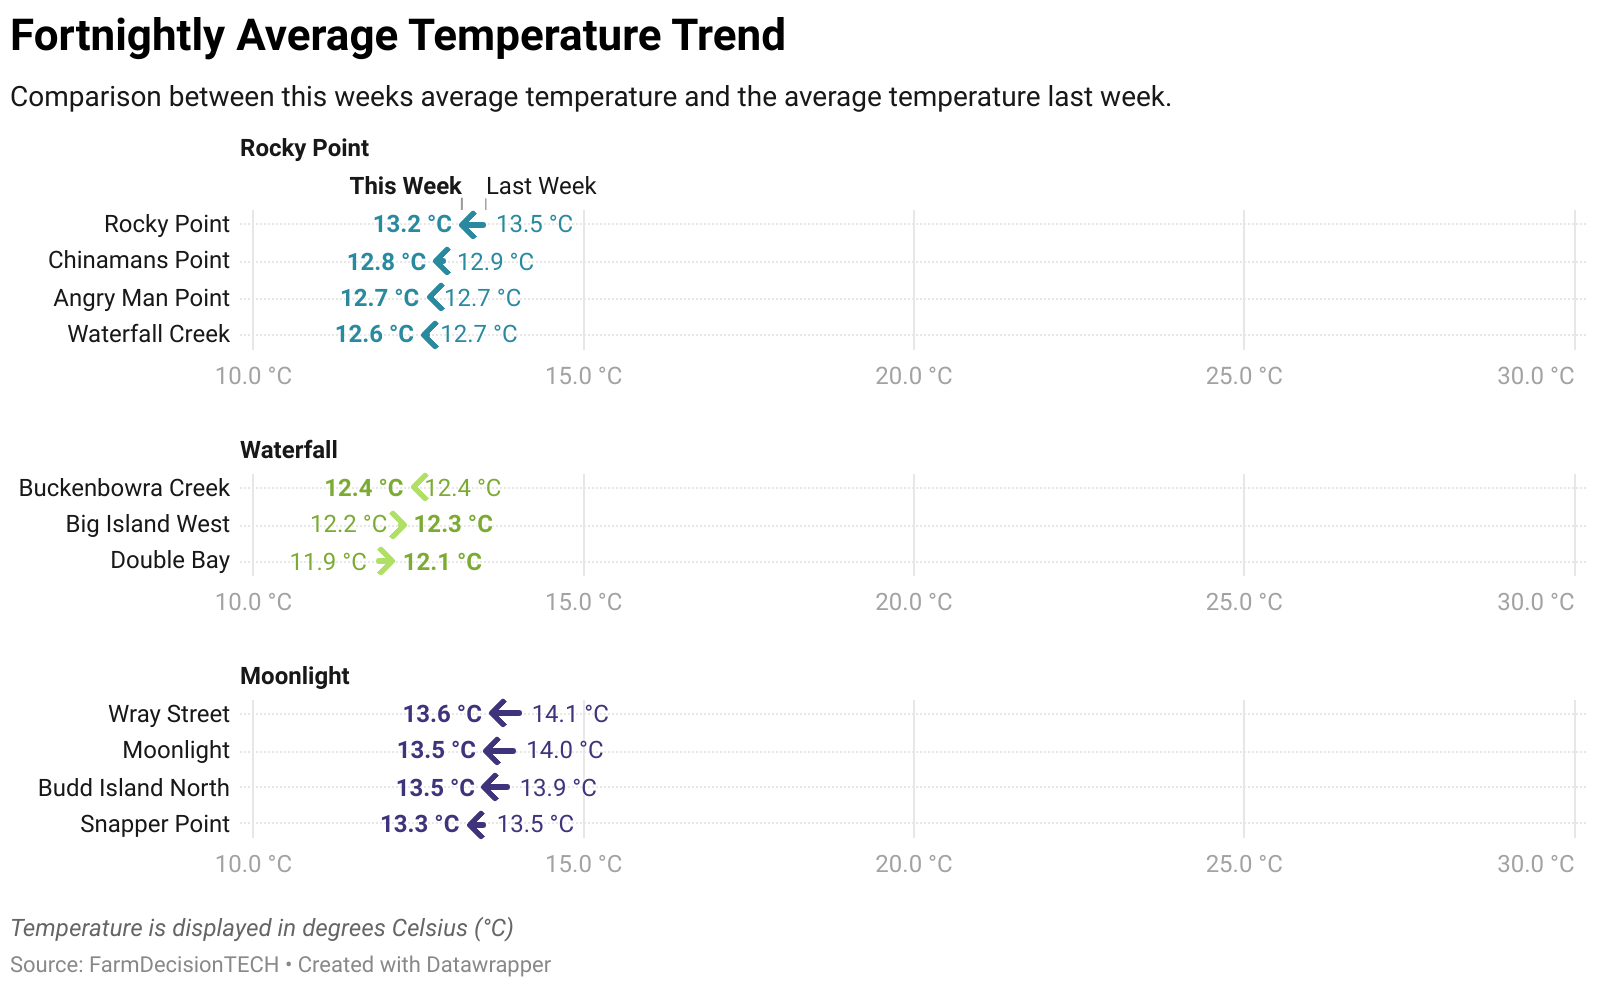 Fortnightly Average Temperature Trend
Comparison between this weeks average temperature and the average temperature last week.
Rocky Point
This Week Last Week
Rocky Point 13.2 °C 13.5 °C
Chinamans Point 12.8 °C 12.9 °C
Angry Man Point 12.7 °C 12.7 °C
Waterfall Creek 12.6 °C 12.7 °C
10.0 °C 15.0 °C 20.0 °C 25.0 °C 30.0 °C
Waterfall
Buckenbowra Creek 12.4 °C 12.4 °C
Big Island West 12.2 °C 12.3 °C
Double Bay 11.9 °C 12.1 °C
10.0 °C 15.0 °C 20.0 °C 25.0 °C 30.0 °C
Moonlight
Wray Street 13.6 °C 14.1 °C
Moonlight 13.5 °C 14.0 °C
Budd Island North 13.5 °C 13.9 °C
Snapper Point 13.3 °C 13.5 °C
10.0 °C 15.0 °C 20.0 °C 25.0 °C 30.0 °C
Temperature is displayed in degrees Celsius (°C)
Source: FarmDecisionTECH • Created with Datawrapper